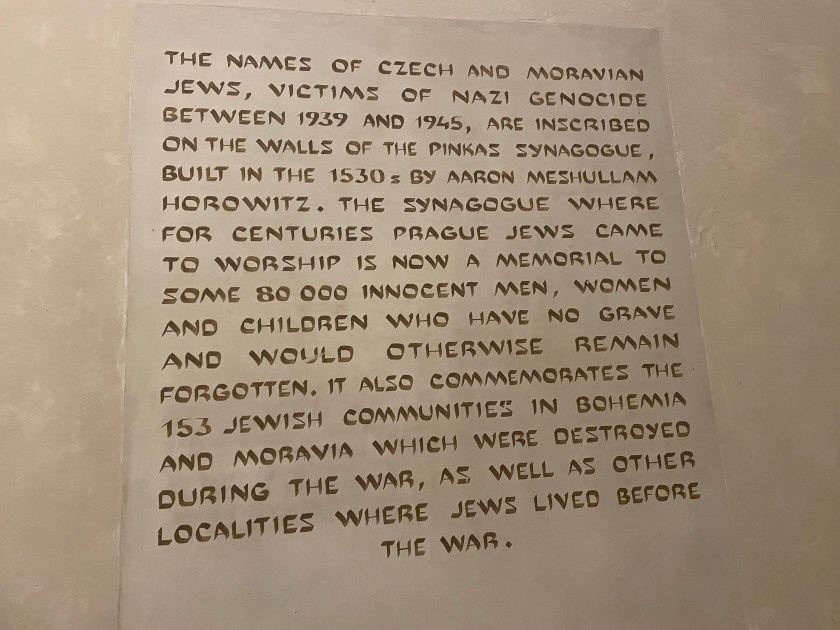 THE NAMES OF CZECH AND MORAVIAN
JEWS, VICTIMS OF NAZI GENOCIDE
BETWEEN 1939 AND 1945, ARE INSCRIBED
ON THE WALLS OF THE PINKAS SYNAGOGUE,
BUILT IN THE 1530s BY AARON MESHULLAM
HOROWITZ. THE SYNAGOGUE WHERE
FOR CENTURIES PRAGUE JEWS CAME
TO WORSHIP IS NOW A MEMORIAL TO
SOME 80 000 INNOCENT MEN, WOMEN
AND CHILDREN WHO HAVE NO GRAVE
AND WOULD OTHERWISE REMAIN
FORGOTTEN. IT ALSO COMMEMORATES THE
153 JEWISH COMMUNITIES IN BOHEMIA
AND MORAVIA WHICH WERE DESTROYED
DURING THE WAR, AS WELL AS OTHER
LOCALITIES WHERE JEWS LIVED BEFORE
THE WAR.